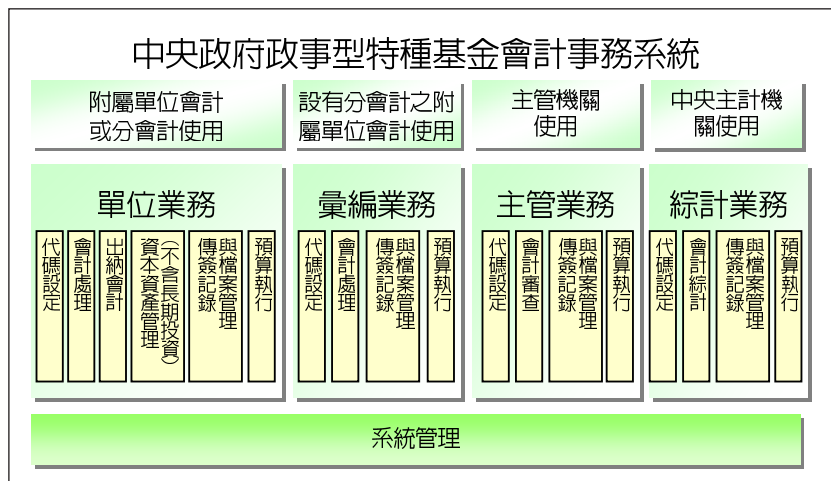 中央政府政事型特種基金會計事務系統
附屬單位會計
或分會計使用
設有分會計之附
屬單位會計使用
主管機關
使用
中央主計機
關使用
單位業務
代碼設定
會計處理
出納會計
(不含長期投資)
資本資產管理
與檔案管理
傳簽記錄
預算執行
彙編業務
代碼設定
會計處理
與檔案管理
傳簽記錄
預算執行
主管業務
代碼設定
會計審查
與檔案管理
傳簽記錄
預算執行
綜計業務
代碼設定
會計綜計
與檔案管理
傳簽記錄
預算執行
系統管理